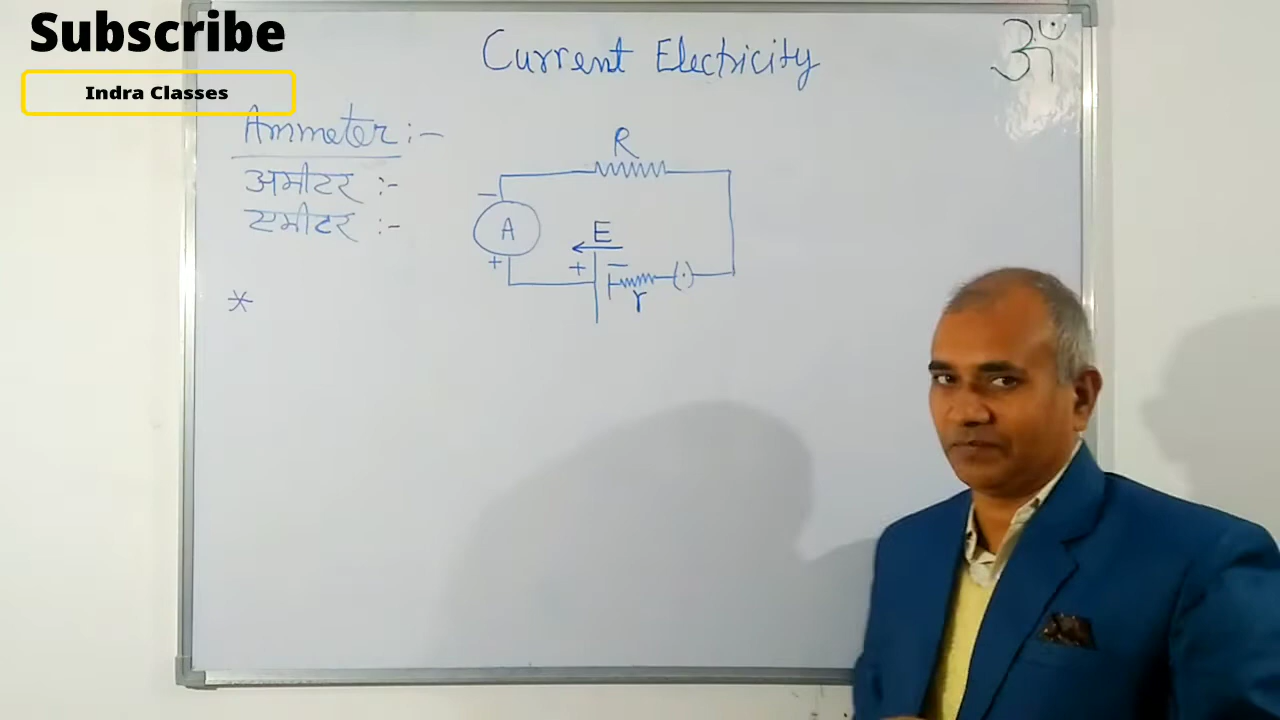 Subscribe
Indra Classes
Current Electricity
ॐ
Ammeter :-
अमीटर :-
एमीटर :-
*
R
-
A
+
E
+ -
r
(·)